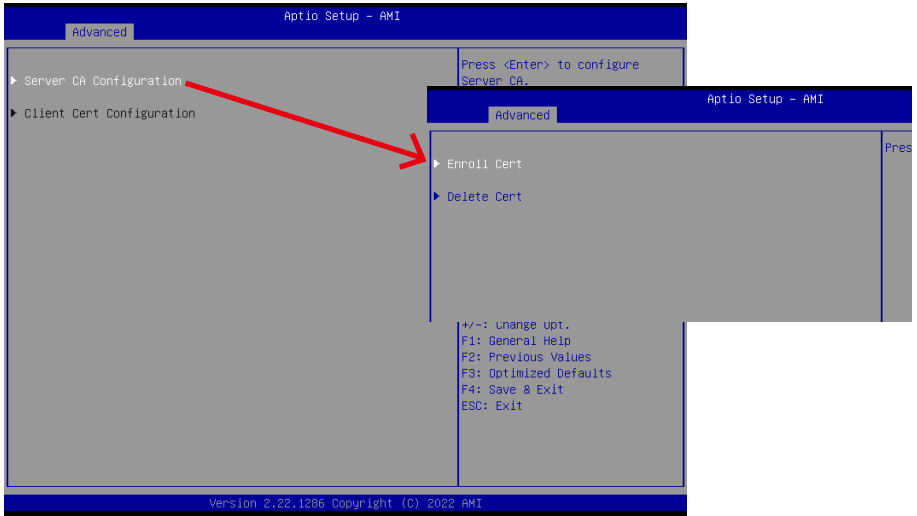 Aptio Setup – AMI
Advanced
▶ Server CA Configuration
▶ Client Cert Configuration
Press <Enter> to configure
Server CA.
Aptio Setup – AMI
Advanced
▶ Enroll Cert
▶ Delete Cert
Pres
+/-: Change Opt.
F1: General Help
F2: Previous Values
F3: Optimized Defaults
F4: Save & Exit
ESC: Exit
Version 2.22.1286 Copyright (C) 2022 AMI